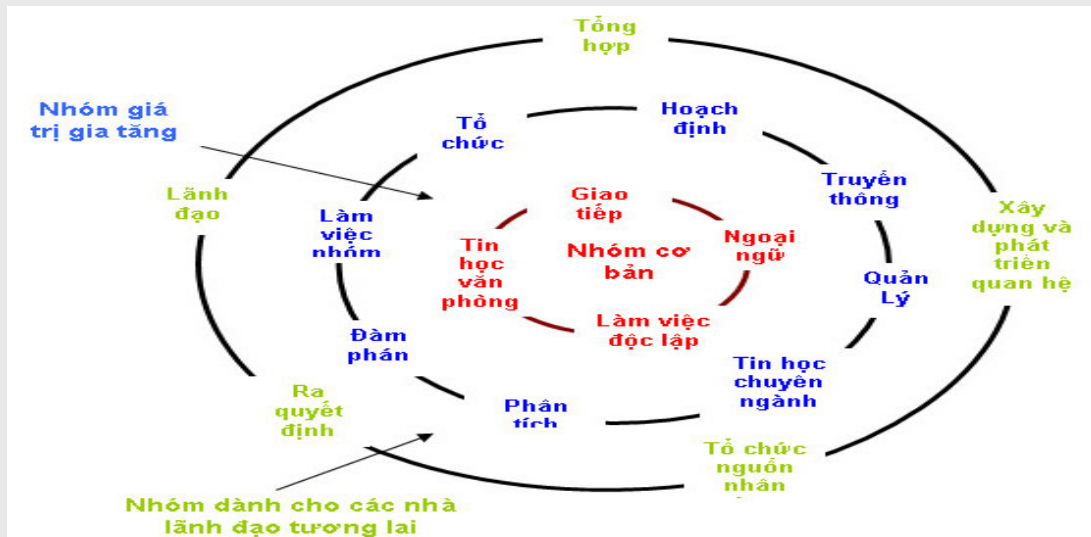 Tổng
hợp
Nhóm giá
trị gia tăng
Tổ
chức
Hoạch
định
Lãnh
đạo
Làm
việc
nhóm
Giao
tiếp
Truyền
thông
Xây
dựng và
phát
triển
quan hệ
Tin
học
văn
phòng
Nhóm cơ
bản
Ngoại
ngữ
Quản
Lý
Làm việc
độc lập
Đàm
phán
Tin học
chuyên
ngành
Ra
quyết
định
Phân
tích
Tổ chức
nguồn
nhân
Nhóm dành cho các nhà
lãnh đạo tương lai